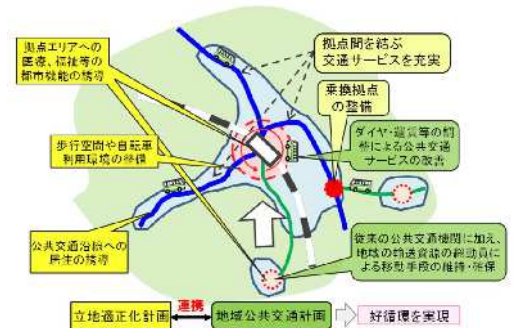 拠点エリアへの
医療、福祉等の
都市機能の誘導
拠点間を結ぶ
交通サービスを充実
乗換拠点
の整備
歩行空間や自転車
利用環境の整備
ダイヤ・運賃等の調
整による公共交通
サービスの改善
公共交通沿線への
居住の誘導
従来の公共交通機関に加え、
地域の輸送資源の総動員
による移動手段の維持・確保
立地適正化計画
連携
地域公共交通計画
好循環を実現